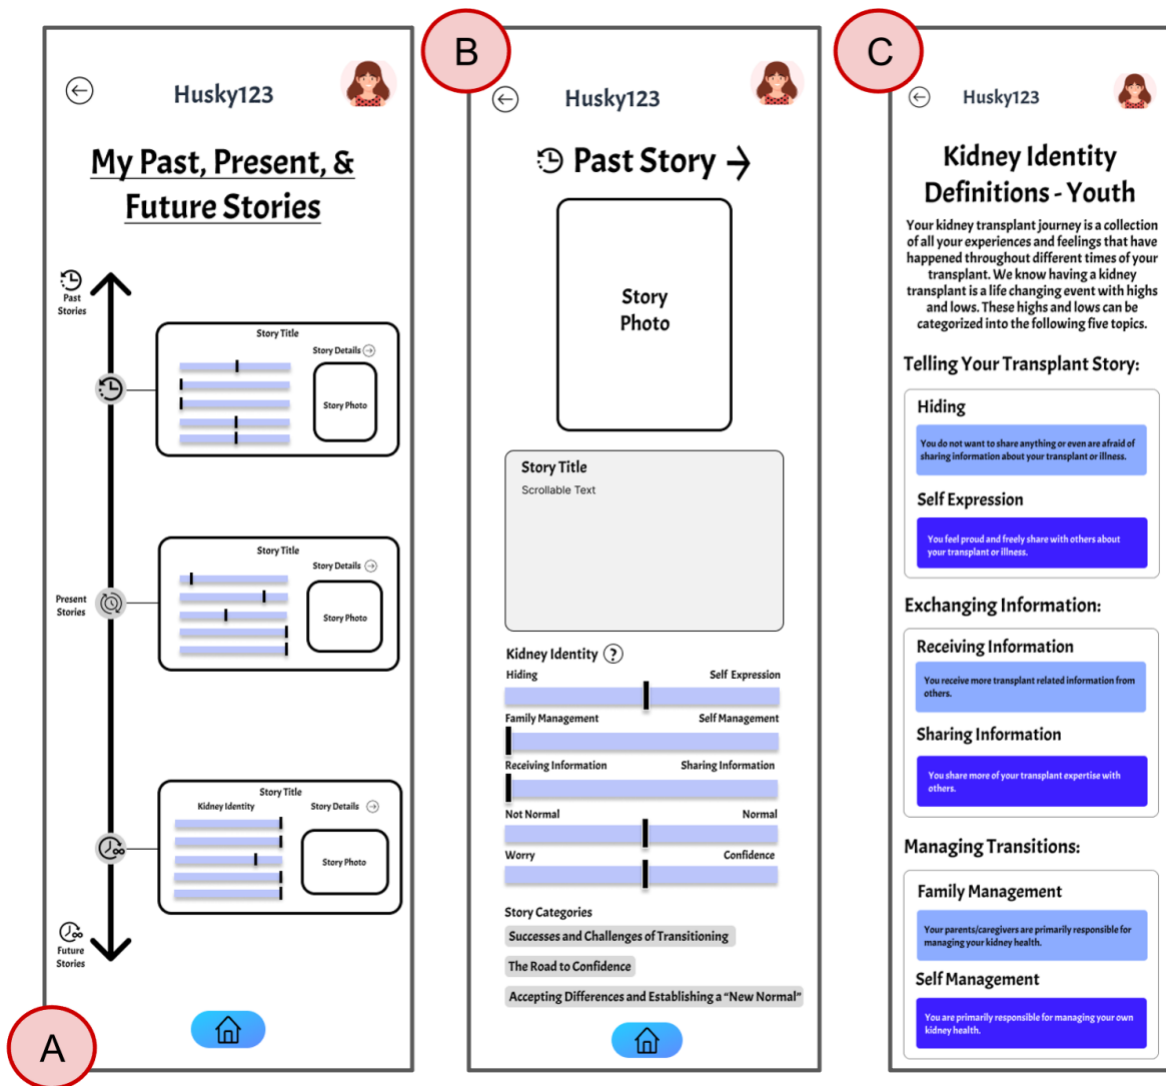 A
Husky123
My Past, Present, &
Future Stories
Past
Stories
Story Title
Story Details
Story Photo
Present
Stories
Story Title
Story Details
Story Photo
Story Title
Kidney Identity
Story Details
Story Photo
Future
Stories
B
Husky123
Past Story
Story
Photo
Story Title
Scrollable Text
Kidney Identity ?
Hiding
Self Expression
Family Management
Self Management
Receiving Information
Sharing Information
Not Normal
Normal
Worry
Confidence
Story Categories
Successes and Challenges of Transitioning
The Road to Confidence
Accepting Differences and Establishing a “New Normal”
C
Husky123
Kidney Identity
Definitions - Youth
Your kidney transplant journey is a collection
of all your experiences and feelings that have
happened throughout different times of your
transplant. We know having a kidney
transplant is a life changing event with highs
and lows. These highs and lows can be
categorized into the following five topics.
Telling Your Transplant Story:
Hiding
You do not want to share anything or even are afraid of
sharing information about your transplant or illness.
Self Expression
You feel proud and freely share with others about
your transplant or illness.
Exchanging Information:
Receiving Information
You receive more transplant related information from
others.
Sharing Information
You share more of your transplant expertise with
others.
Managing Transitions:
Family Management
Your parents/caregivers are primarily responsible for
managing your kidney health.
Self Management
You are primarily responsible for managing your own
kidney health.